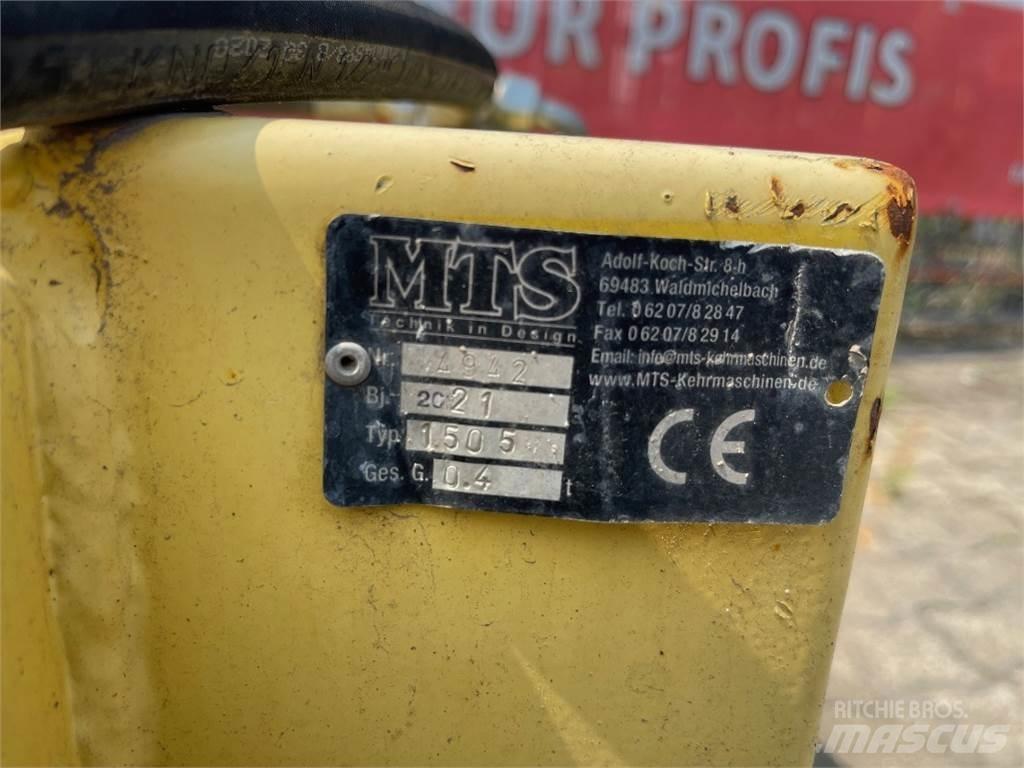 UR PROFIS
MTS
Technik in Design
Adolf-Koch-Str. 8-h
69483 Waldmichelbach
Tel. 0 62 07/8 28 47
Fax 0 62 07/8 29 14
Email: info@mts-kehrmaschinen.de
www.MTS-Kehrmaschinen.de
Nr. 4942
Bj. 2021
Typ 1505
Ges. G. 0.4 t
CE
RITCHIE BROS.
MASCUS